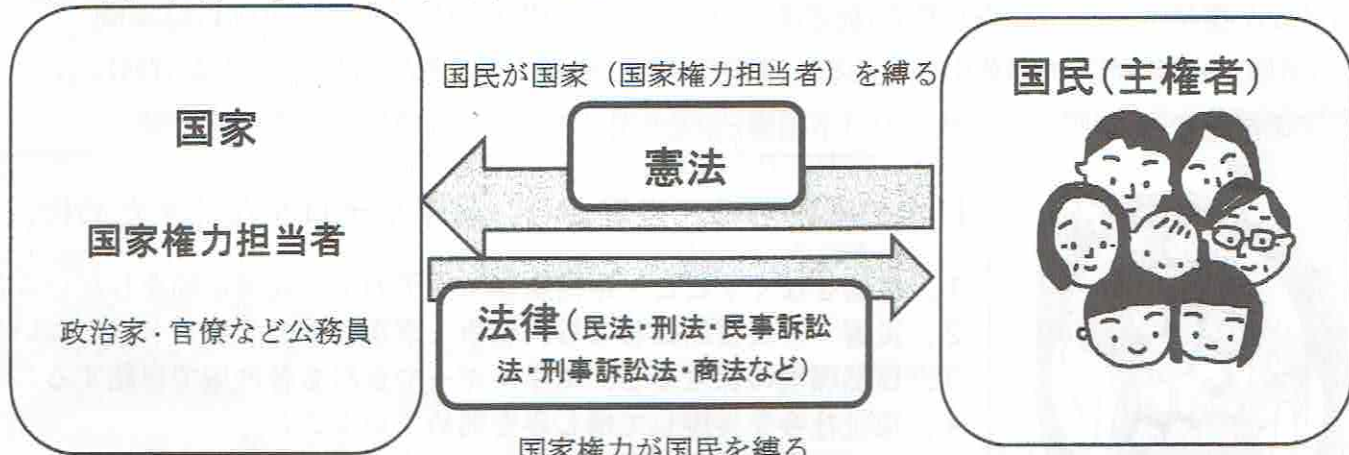 国家
国家権力担当者
政治家・官僚など公務員
国民が国家（国家権力担当者）を縛る
憲法
法律(民法・刑法・民事訴訟
法・刑事訴訟法・商法など)
国家権力が国民を縛る
国民(主権者)